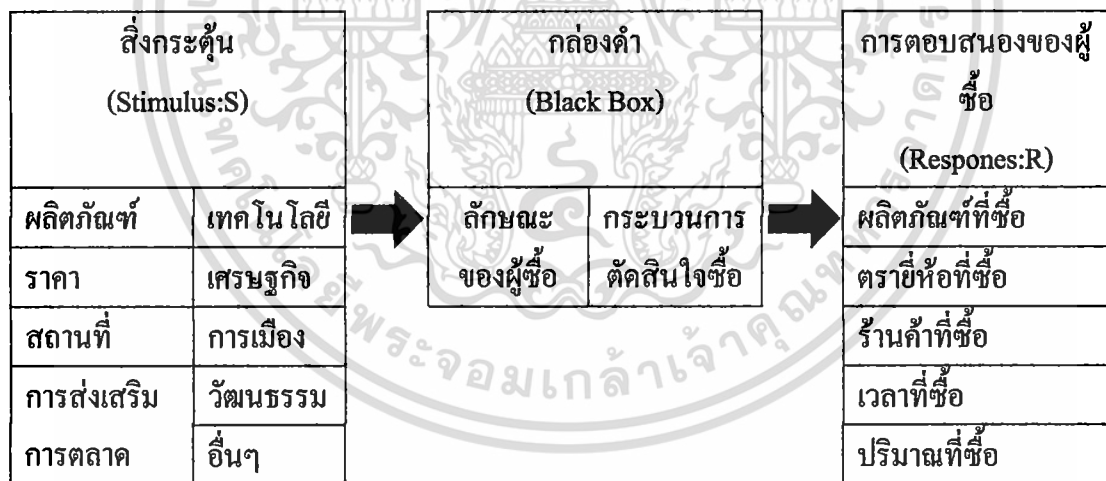 สิ่งกระตุ้น
(Stimulus:S)
ผลิตภัณฑ์
เทคโนโลยี
ราคา
เศรษฐกิจ
สถานที่
การเมือง
การส่งเสริม
การตลาด
วัฒนธรรม
อื่นๆ
กล่องดำ
(Black Box)
ลักษณะ
ของผู้ซื้อ
กระบวนการ
ตัดสินใจซื้อ
การตอบสนองของผู้
ซื้อ
(Respones:R)
ผลิตภัณฑ์ที่ซื้อ
ตรายี่ห้อที่ซื้อ
ร้านค้าที่ซื้อ
เวลาที่ซื้อ
ปริมาณที่ซื้อ